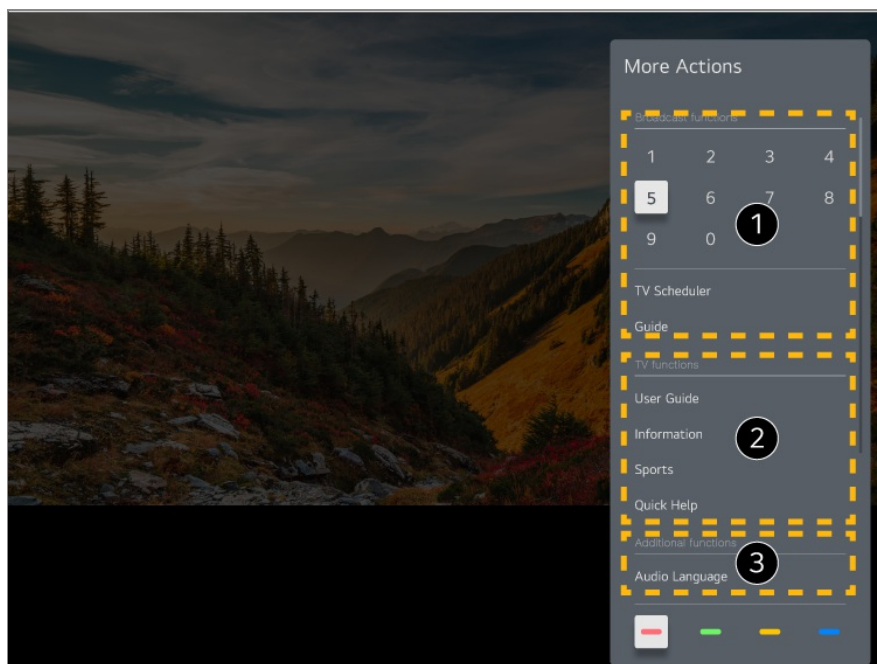 More Actions
Broadcast functions
1 2 3 4
5 6 7 8
1
9 0
TV Scheduler
Guide
TV functions
User Guide
Information
2
Sports
Quick Help
Additional functions
3
Audio Language